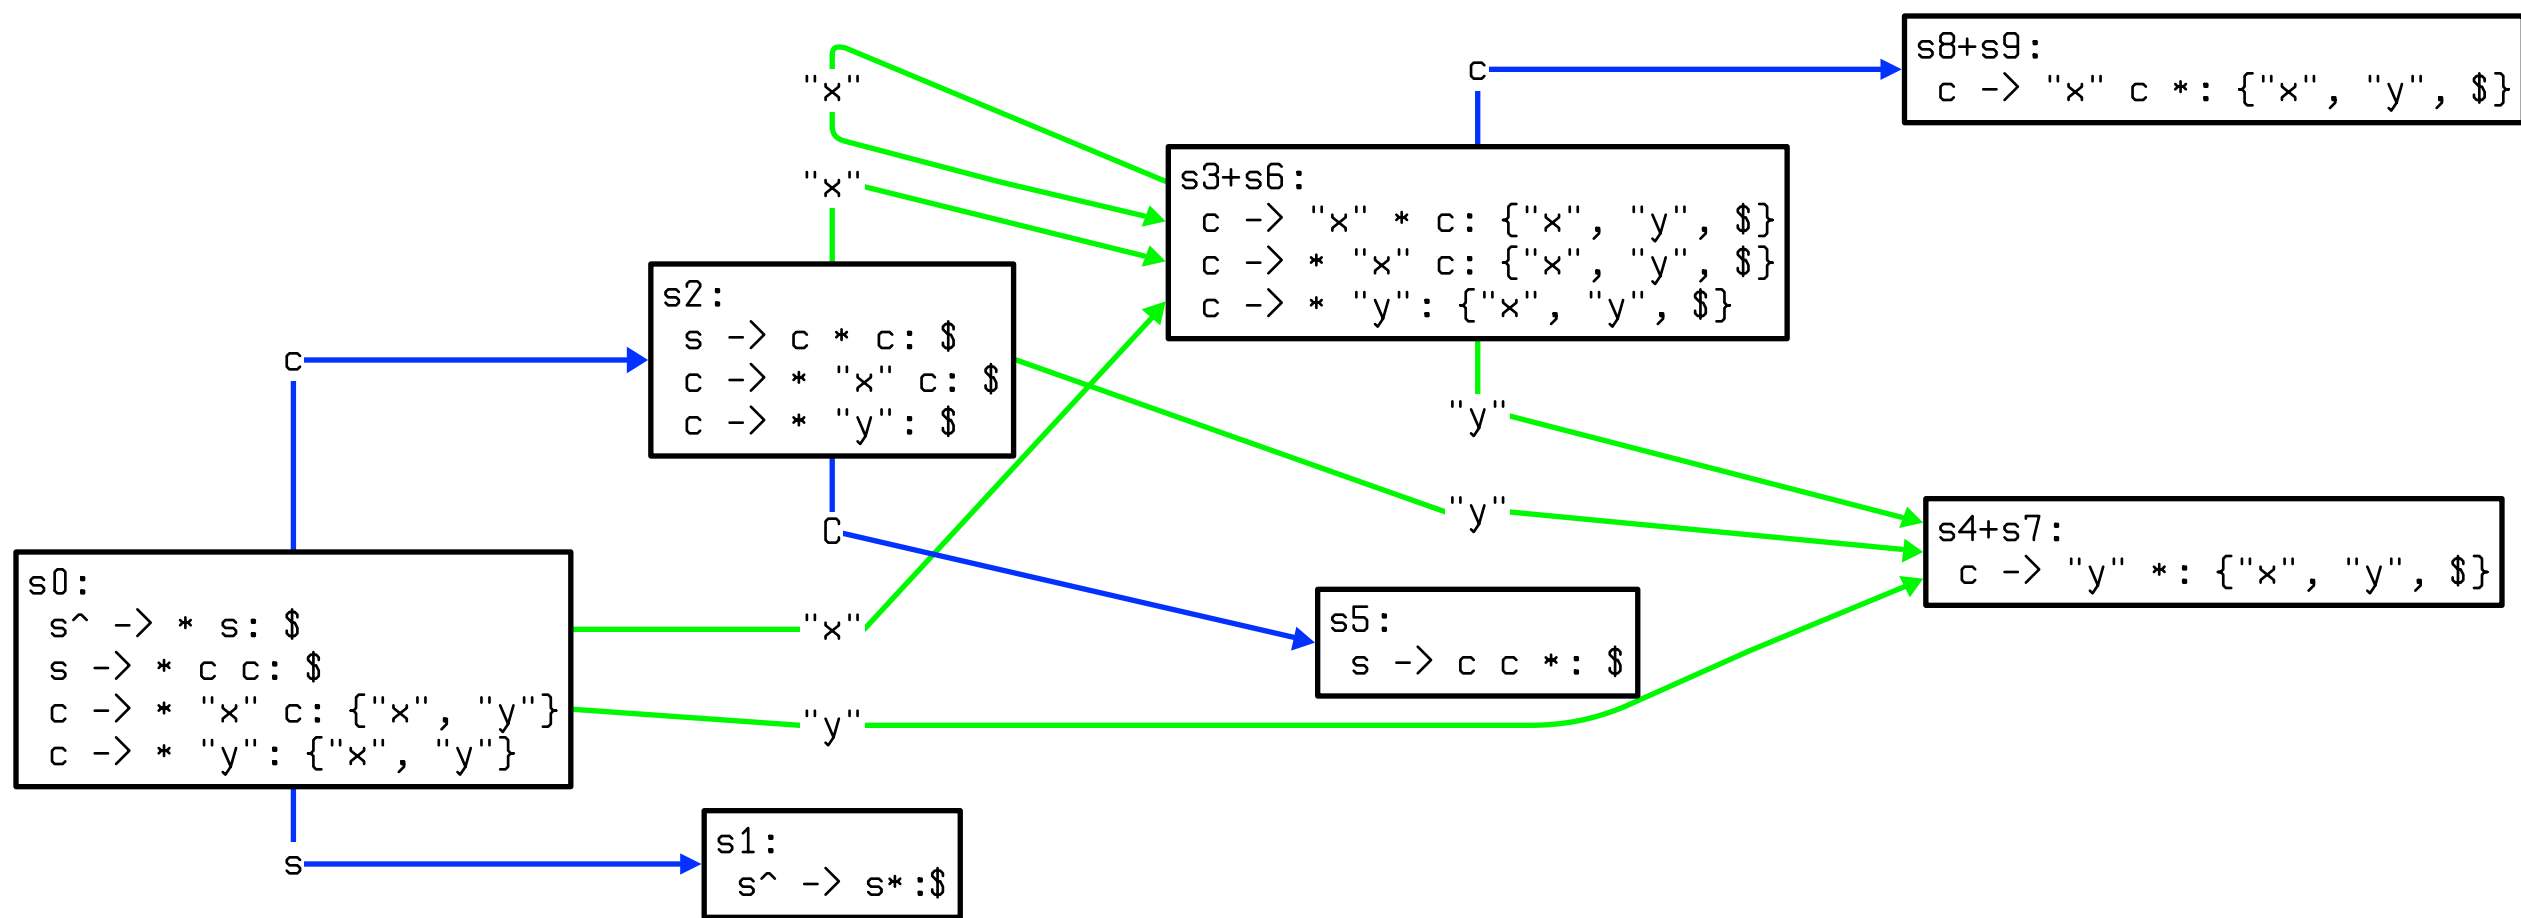 s8+s9:
c -> "x" c *: {"x", "y", $}
c
"x"
"x"
s3+s6:
c -> "x" * c: {"x", "y", $}
c -> * "x" c: {"x", "y", $}
c -> * "y": {"x", "y", $}
s2:
s -> c * c: $
c -> * "x" c: $
c -> * "y": $
c
"y"
"y"
C
s4+s7:
c -> "y" *: {"x", "y", $}
s0:
s^ -> * s: $
s -> * c c: $
c -> * "x" c: {"x", "y"}
c -> * "y": {"x", "y"}
"x"
"y"
s5:
s -> c c *: $
s
s1:
s^ -> s*:$